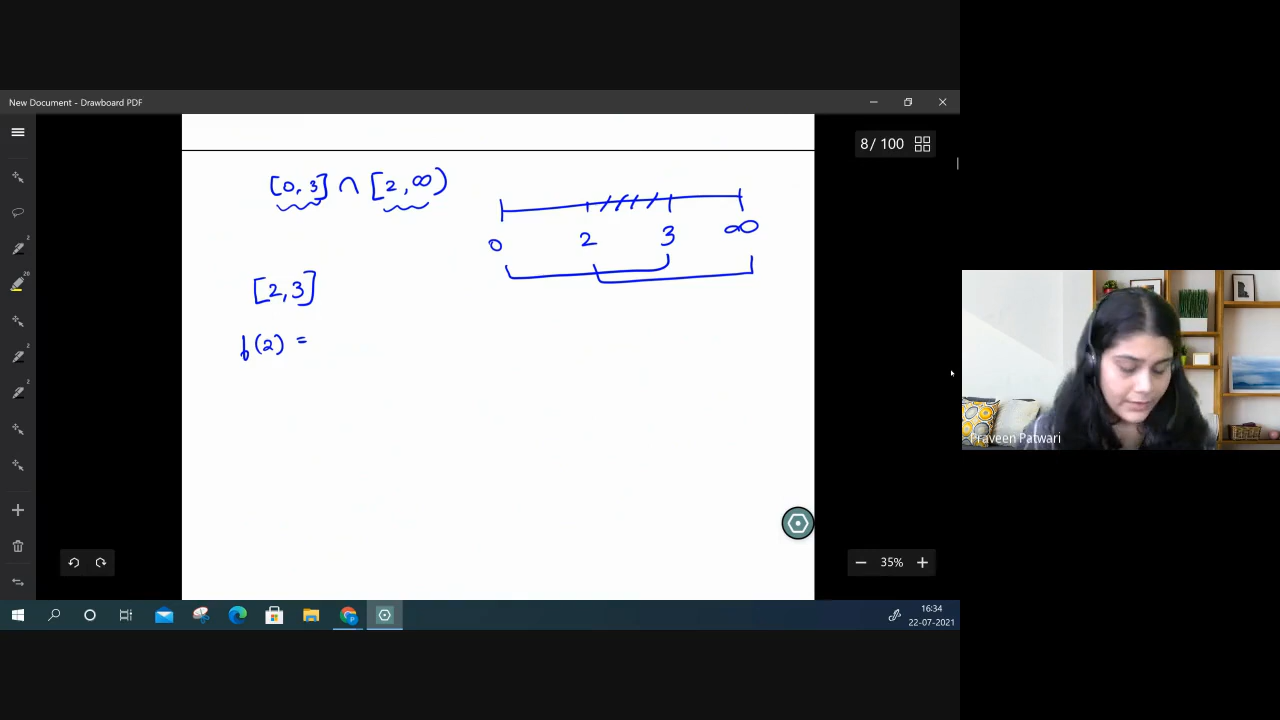 New Document - Drawboard PDF
8 / 100
[0, 3] ∩ [2, ∞)
0 2 3 ∞
[2, 3]
f(2) =
Praveen Patwari
35%
16:34
22-07-2021